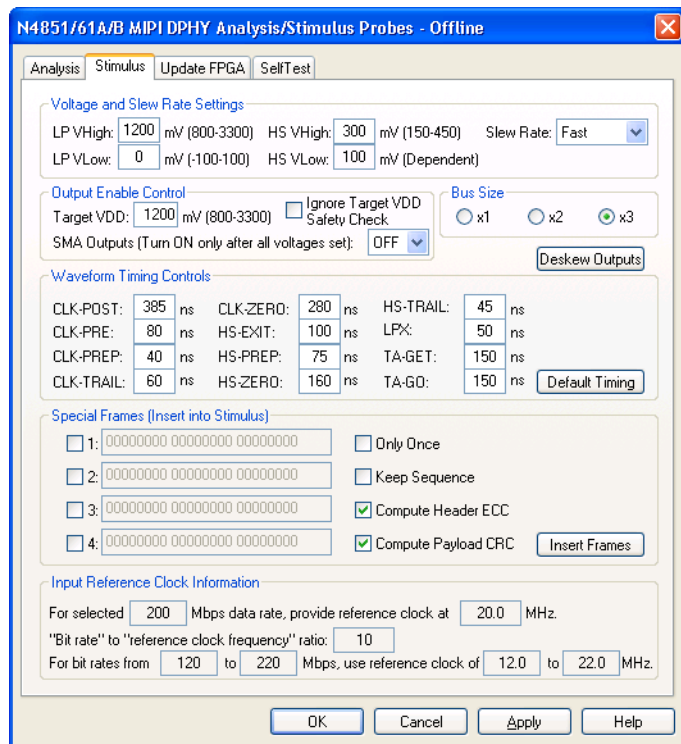 N4851/61A/B MIPI DPHY Analysis/Stimulus Probes - Offline
Analysis Stimulus Update FPGA SelfTest
Voltage and Slew Rate Settings
LP VHigh: 1200 mV (800-3300) HS VHigh: 300 mV (150-450) Slew Rate: Fast
LP VLow: 0 mV (-100-100) HS VLow: 100 mV (Dependent)
Output Enable Control
Target VDD: 1200 mV (800-3300) Ignore Target VDD
Safety Check
SMA Outputs (Turn ON only after all voltages set): OFF
Bus Size
x1 x2 x3
Deskew Outputs
Waveform Timing Controls
CLK-POST: 385 ns CLK-ZERO: 280 ns HS-TRAIL: 45 ns
CLK-PRE: 80 ns HS-EXIT: 100 ns LPX: 50 ns
CLK-PREP: 40 ns HS-PREP: 75 ns TA-GET: 150 ns
CLK-TRAIL: 60 ns HS-ZERO: 160 ns TA-GO: 150 ns Default Timing
Special Frames (Insert into Stimulus)
1: 00000000 00000000 00000000 Only Once
2: 00000000 00000000 00000000 Keep Sequence
3: 00000000 00000000 00000000 Compute Header ECC
4: 00000000 00000000 00000000 Compute Payload CRC Insert Frames
Input Reference Clock Information
For selected 200 Mbps data rate, provide reference clock at 20.0 MHz.
"Bit rate" to "reference clock frequency" ratio: 10
For bit rates from 120 to 220 Mbps, use reference clock of 12.0 to 22.0 MHz.
OK Cancel Apply Help